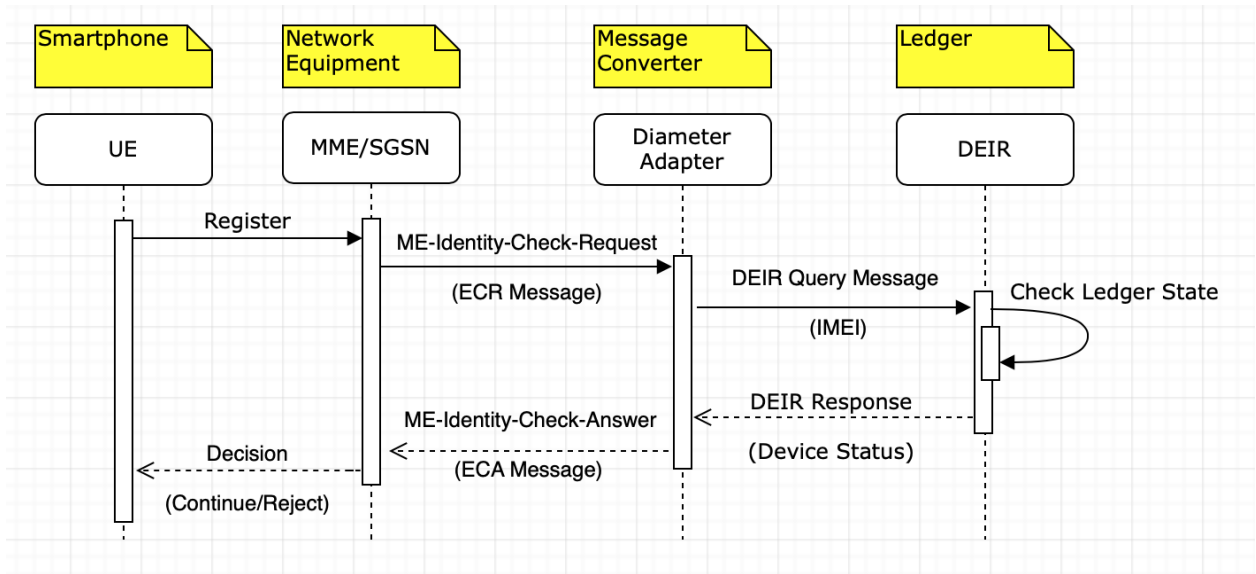 Smartphone
Network
Equipment
Message
Converter
Ledger
UE
MME/SGSN
Diameter
Adapter
DEIR
Register
ME-Identity-Check-Request
(ECR Message)
DEIR Query Message
(IMEI)
Check Ledger State
DEIR Response
(Device Status)
ME-Identity-Check-Answer
(ECA Message)
Decision
(Continue/Reject)